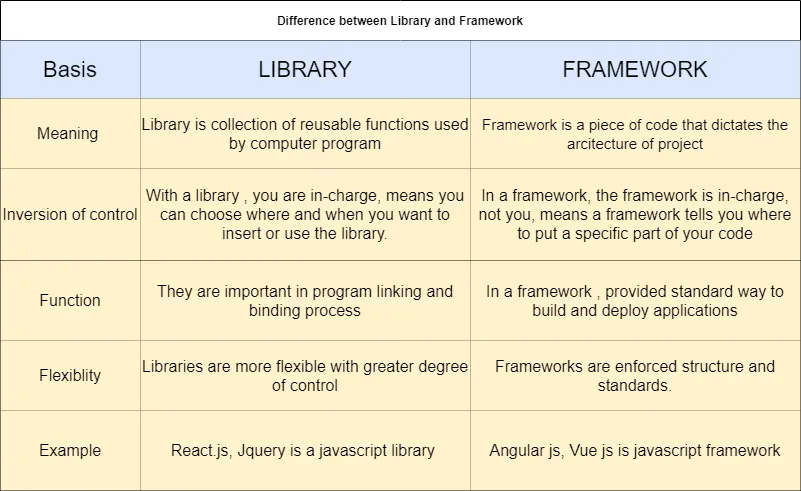 Difference between Library and Framework
Basis
LIBRARY
FRAMEWORK
Meaning
Library is collection of reusable functions used
by computer program
Framework is a piece of code that dictates the
arcitecture of project
Inversion of control
With a library , you are in-charge, means you
can choose where and when you want to
insert or use the library.
In a framework, the framework is in-charge,
not you, means a framework tells you where
to put a specific part of your code
Function
They are important in program linking and
binding process
In a framework , provided standard way to
build and deploy applications
Flexiblity
Libraries are more flexible with greater degree
of control
Frameworks are enforced structure and
standards.
Example
React.js, Jquery is a javascript library
Angular js, Vue js is javascript framework